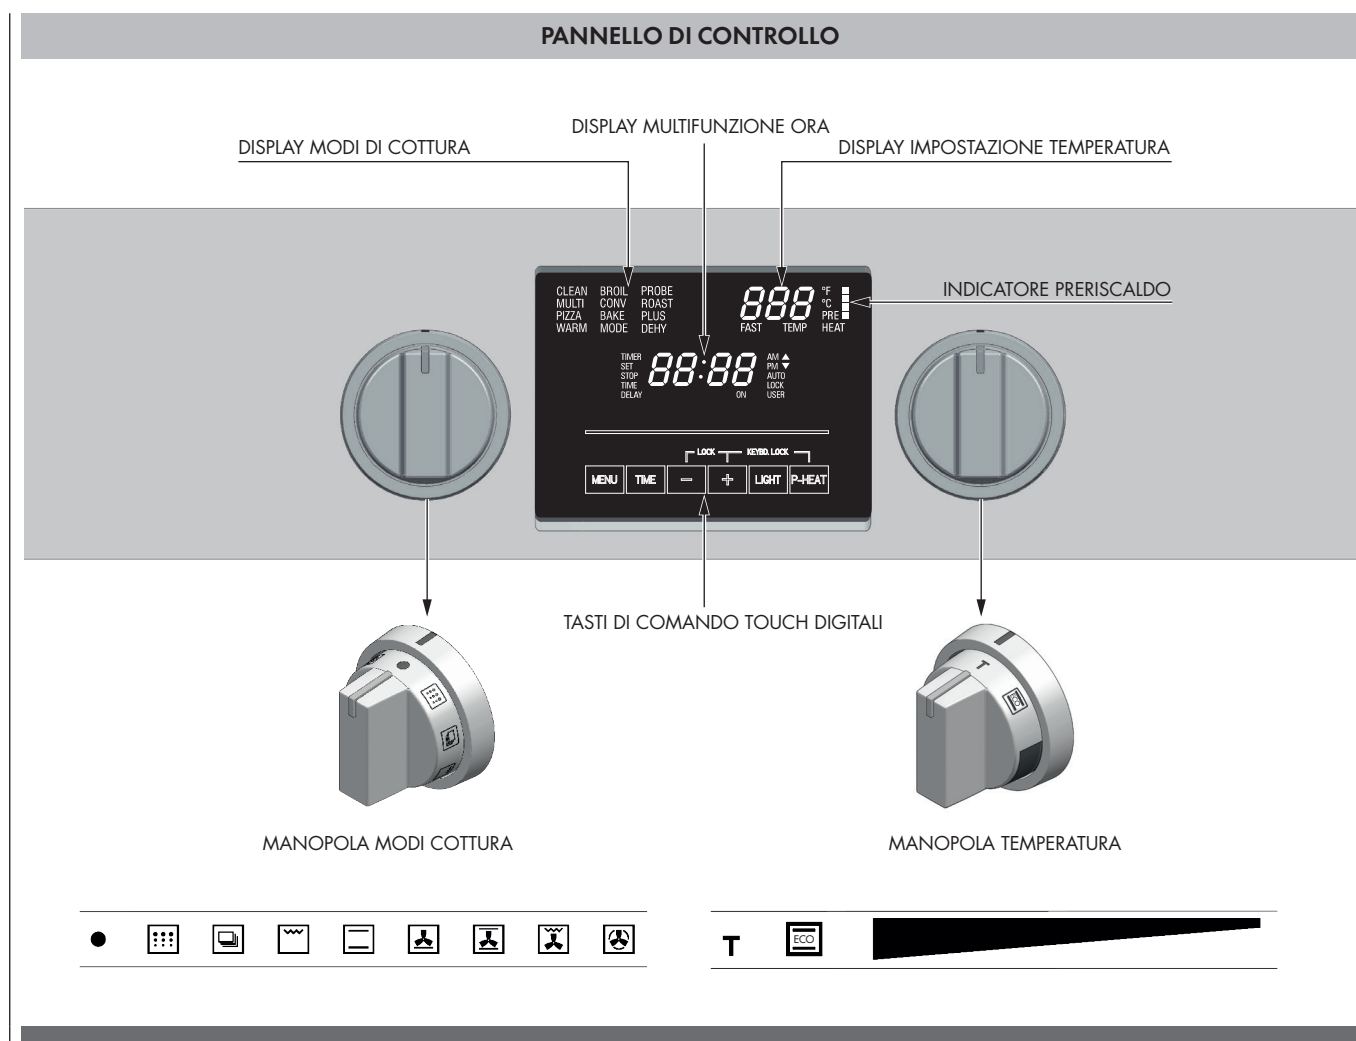 PANNELLO DI CONTROLLO
DISPLAY MULTIFUNZIONE ORA
DISPLAY MODI DI COTTURA
DISPLAY IMPOSTAZIONE TEMPERATURA
INDICATORE PRERISCALDO
CLEAN BROIL PROBE
MULTI CONV ROAST
PIZZA BAKE PLUS
WARM MODE DEHY
888 °F
°C
PRE
FAST TEMP HEAT
TIMER
SET
STOP
TIME
DELAY
88:88
ON
AM ▲
PM ▼
AUTO
LOCK
USER
LOCK KEYBD. LOCK
MENU TIME - + LIGHT P-HEAT
TASTI DI COMANDO TOUCH DIGITALI
T
MANOPOLA MODI COTTURA
MANOPOLA TEMPERATURA
T ECO